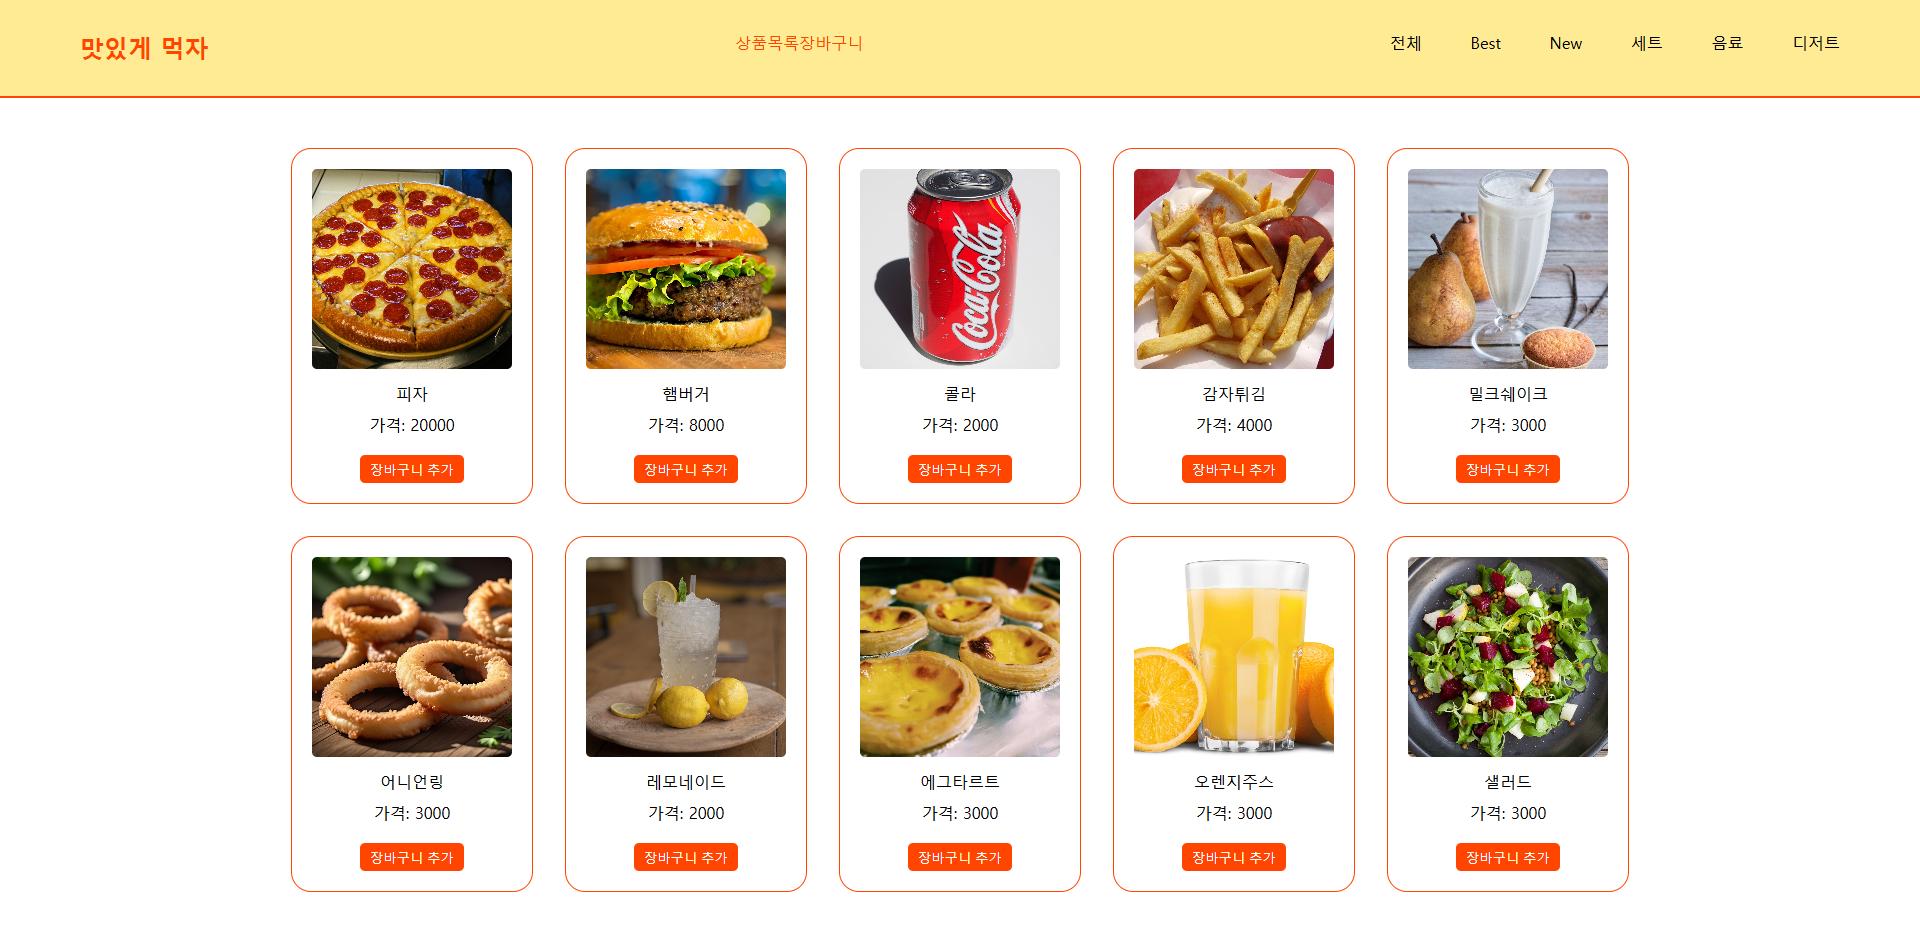 맛있게 먹자
상품목록장바구니
전체 Best New 세트 음료 디저트
Coca-Cola
피자 햄버거 콜라 감자튀김 밀크쉐이크
가격: 20000 가격: 8000 가격: 2000 가격: 4000 가격: 3000
장바구니 추가 장바구니 추가 장바구니 추가 장바구니 추가 장바구니 추가
어니언링 레모네이드 에그타르트 오렌지주스 샐러드
가격: 3000 가격: 2000 가격: 3000 가격: 3000 가격: 3000
장바구니 추가 장바구니 추가 장바구니 추가 장바구니 추가 장바구니 추가